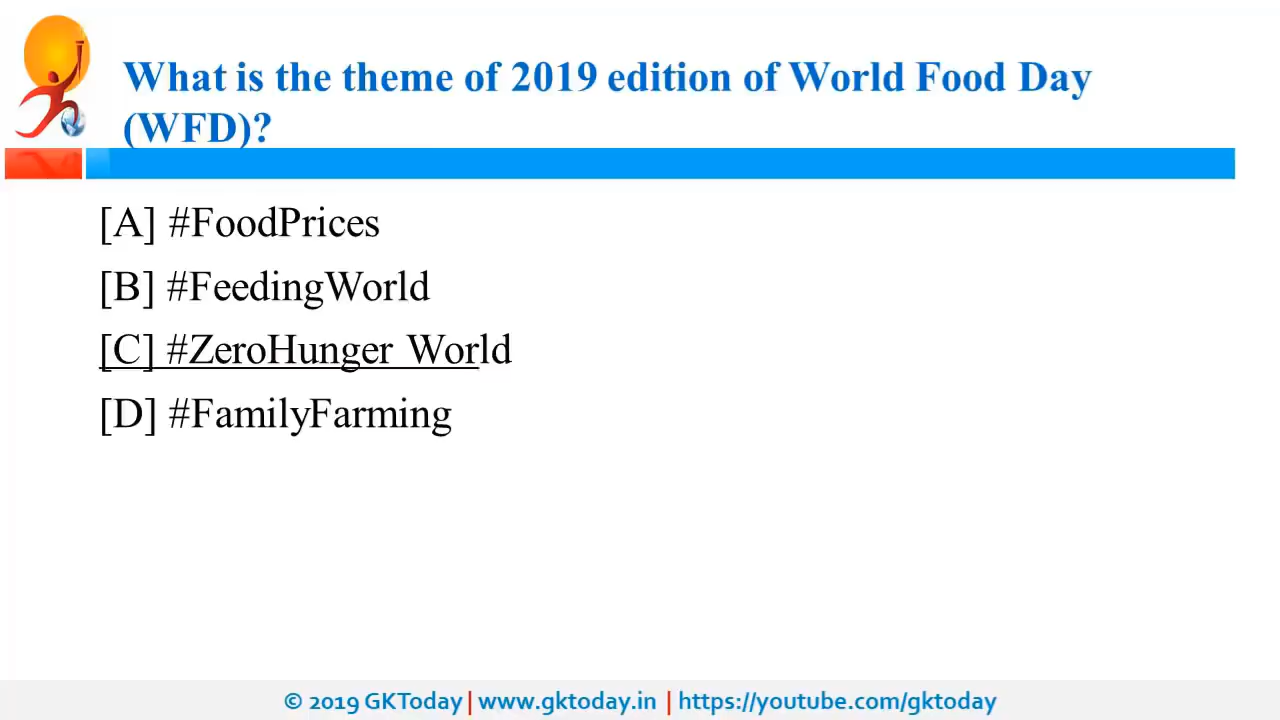 What is the theme of 2019 edition of World Food Day
(WFD)?
[A] #FoodPrices
[B] #FeedingWorld
[C] #ZeroHunger World
[D] #FamilyFarming
© 2019 GKToday | www.gktoday.in | https://youtube.com/gktoday